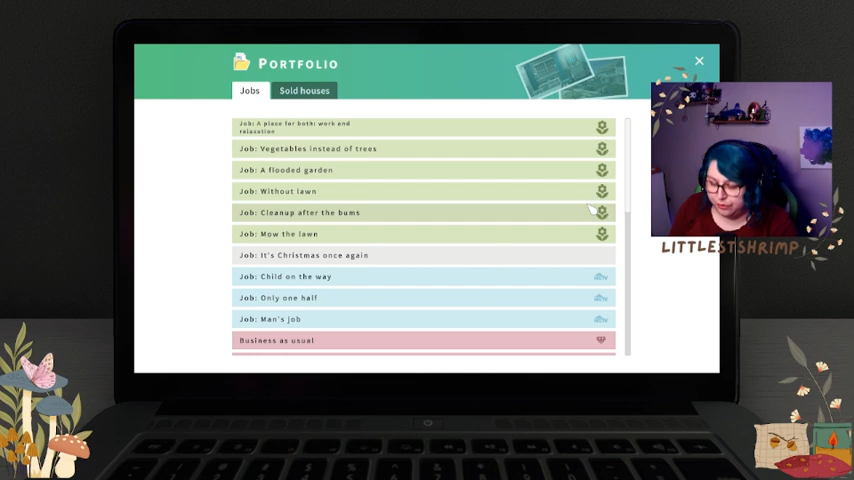 PORTFOLIO
Jobs
Sold houses
Job: A place for both: work and
relaxation
Job: Vegetables instead of trees
Job: A flooded garden
Job: Without lawn
Job: Cleanup after the bums
Job: Mow the lawn
Job: It's Christmas once again
Job: Child on the way
Job: Only one half
Job: Man's job
Business as usual
LITTLESTSHRIMP